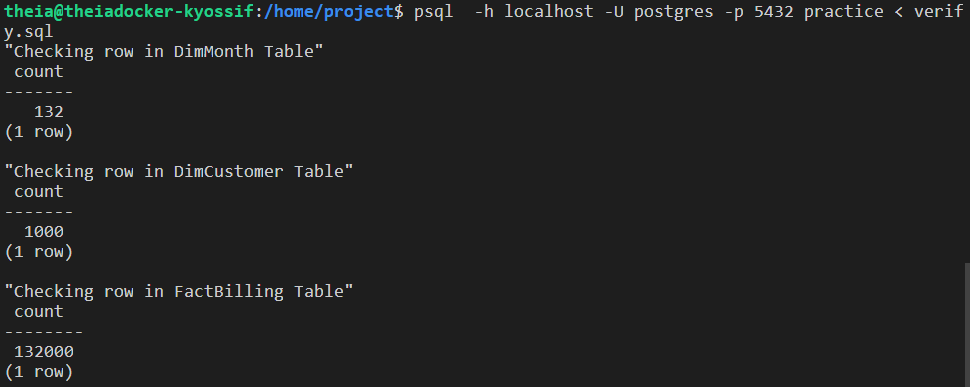 theia@theiadocker-kyossif:/home/project$ psql  -h localhost -U postgres -p 5432 practice < verif
y.sql
"Checking row in DimMonth Table"
 count
-------
   132
(1 row)

"Checking row in DimCustomer Table"
 count
-------
  1000
(1 row)

"Checking row in FactBilling Table"
 count
--------
 132000
(1 row)